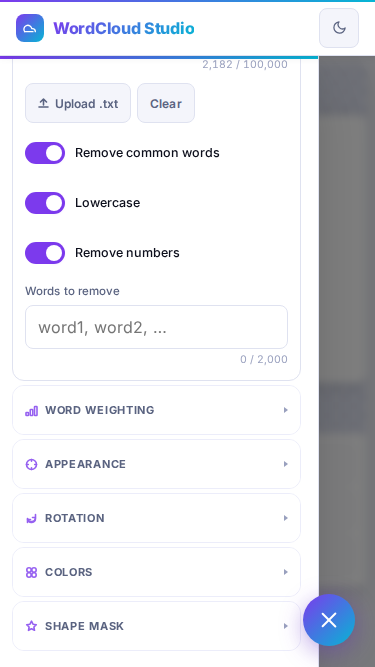 WordCloud Studio
2,182 / 100,000
Upload .txt
Clear
Remove common words
Lowercase
Remove numbers
Words to remove
word1, word2, ...
0 / 2,000
WORD WEIGHTING
APPEARANCE
ROTATION
COLORS
SHAPE MASK